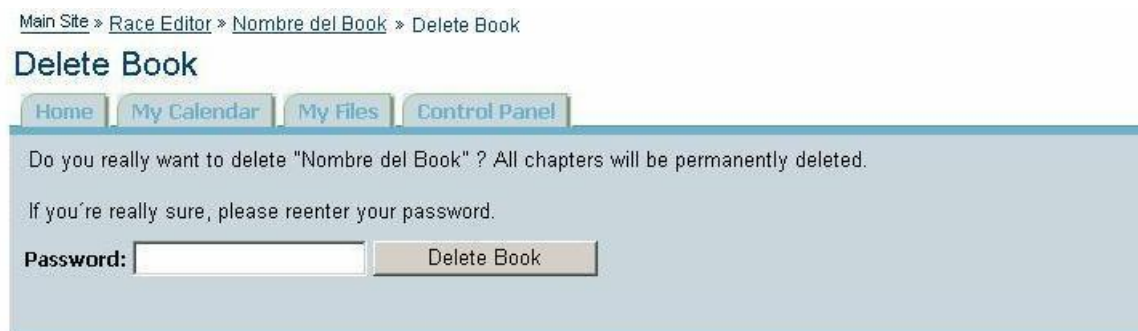 Main Site » Race Editor » Nombre del Book » Delete Book
Delete Book
Home My Calendar My Files Control Panel
Do you really want to delete "Nombre del Book" ? All chapters will be permanently deleted.
If you´re really sure, please reenter your password.
Password: Delete Book